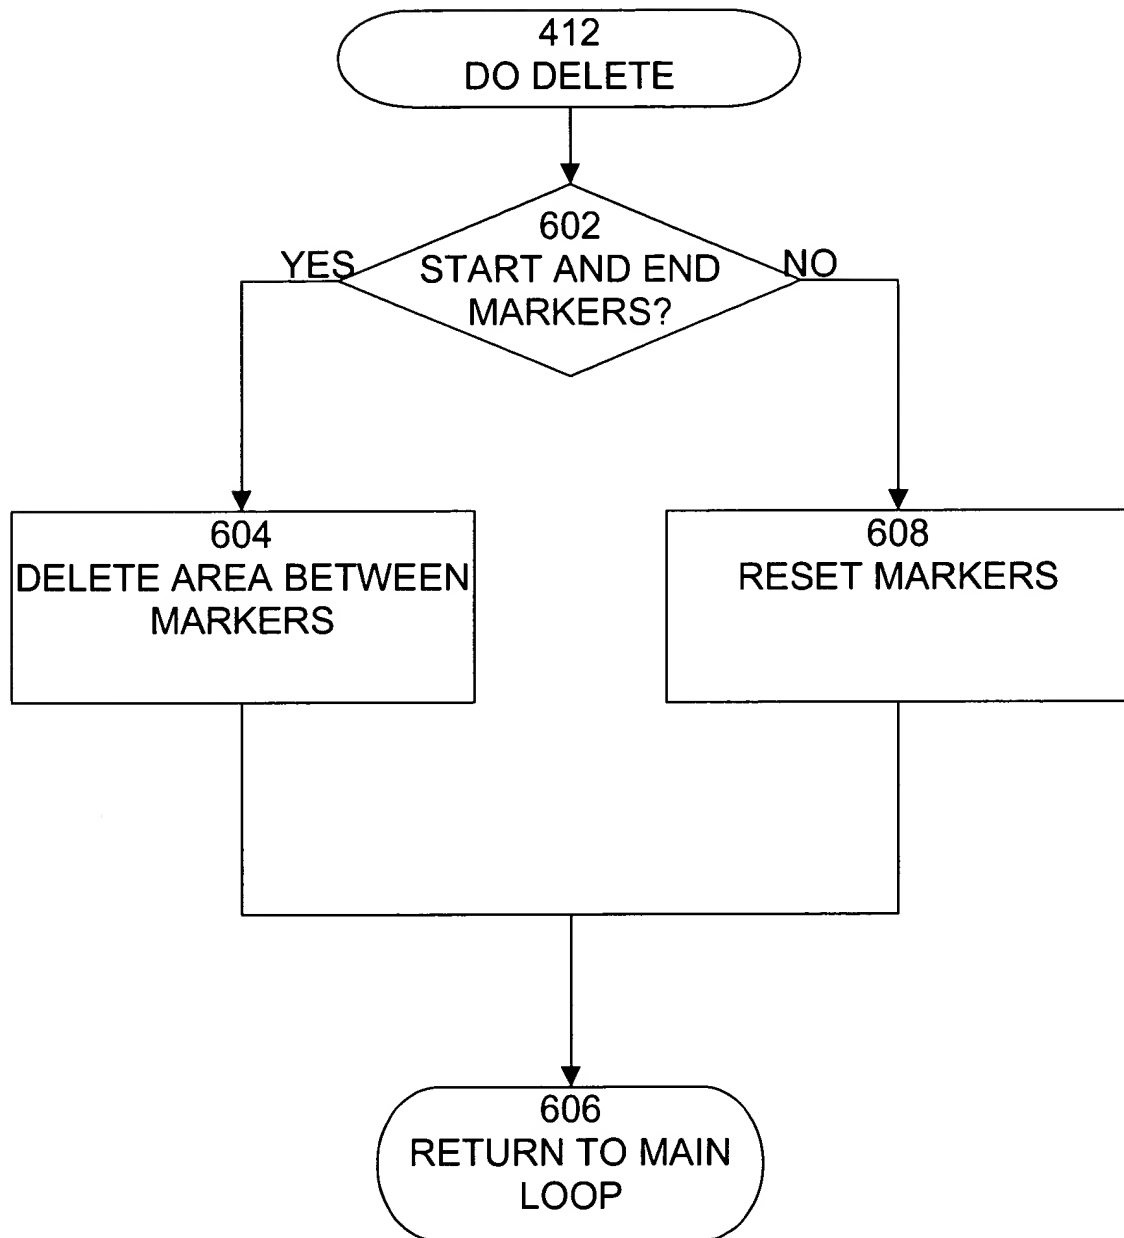 412
DO DELETE
602
START AND END
MARKERS?
YES
NO
604
DELETE AREA BETWEEN
MARKERS
608
RESET MARKERS
606
RETURN TO MAIN
LOOP